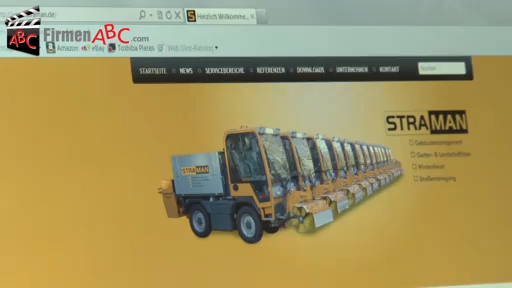 Herzlich Willkomme...
FirmenABC.com
ABC
Amazon eBay Toshiba Places Web Slice-Katalog
STARTSEITE NEWS SERVICEBEREICHE REFERENZEN DOWNLOADS UNTERNEHMEN KONTAKT
STRAMAN
Gebäudemanagement
Garten- & Landschaftsbau
Winterdienst
Straßenreinigung
STRAMAN